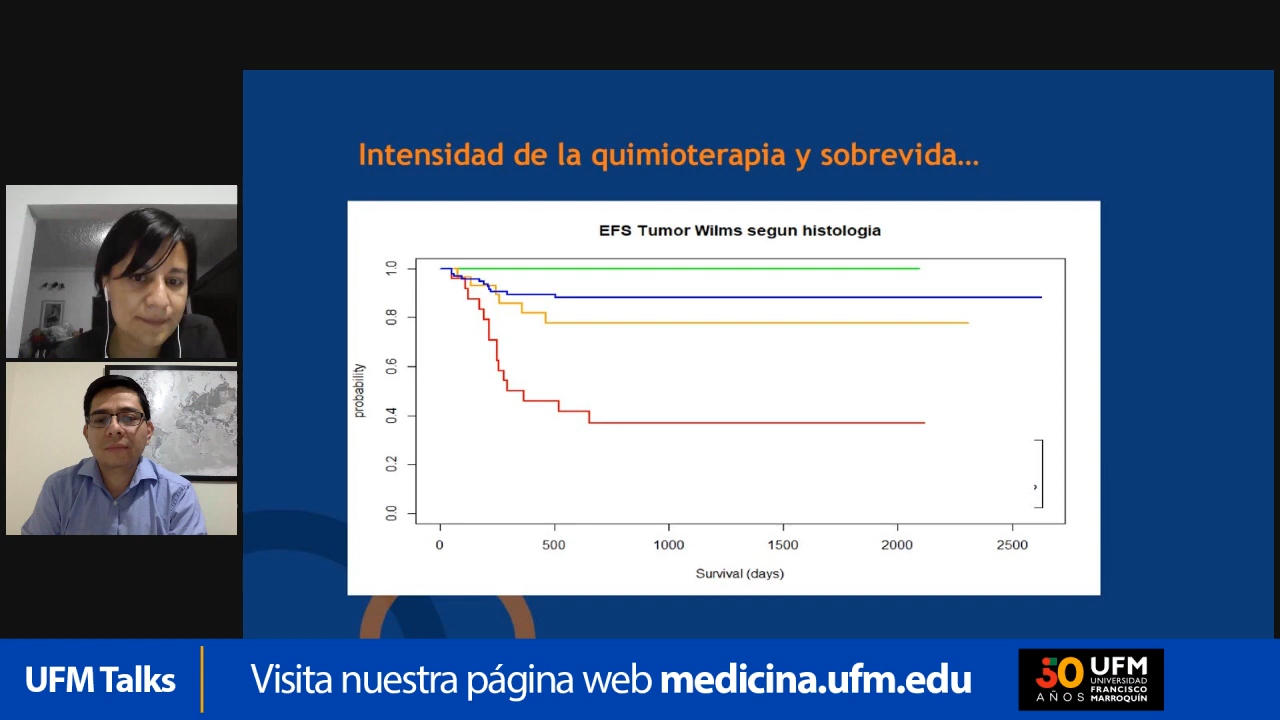 Intensidad de la quimioterapia y sobrevida...
EFS Tumor Wilms segun histologia
probability
1.0
0.8
0.6
0.4
0.2
0.0
0
500
1000
1500
2000
2500
Survival (days)
UFM Talks
Visita nuestra página web medicina.ufm.edu
50
AÑOS
UFM
UNIVERSIDAD
FRANCISCO
MARROQUÍN